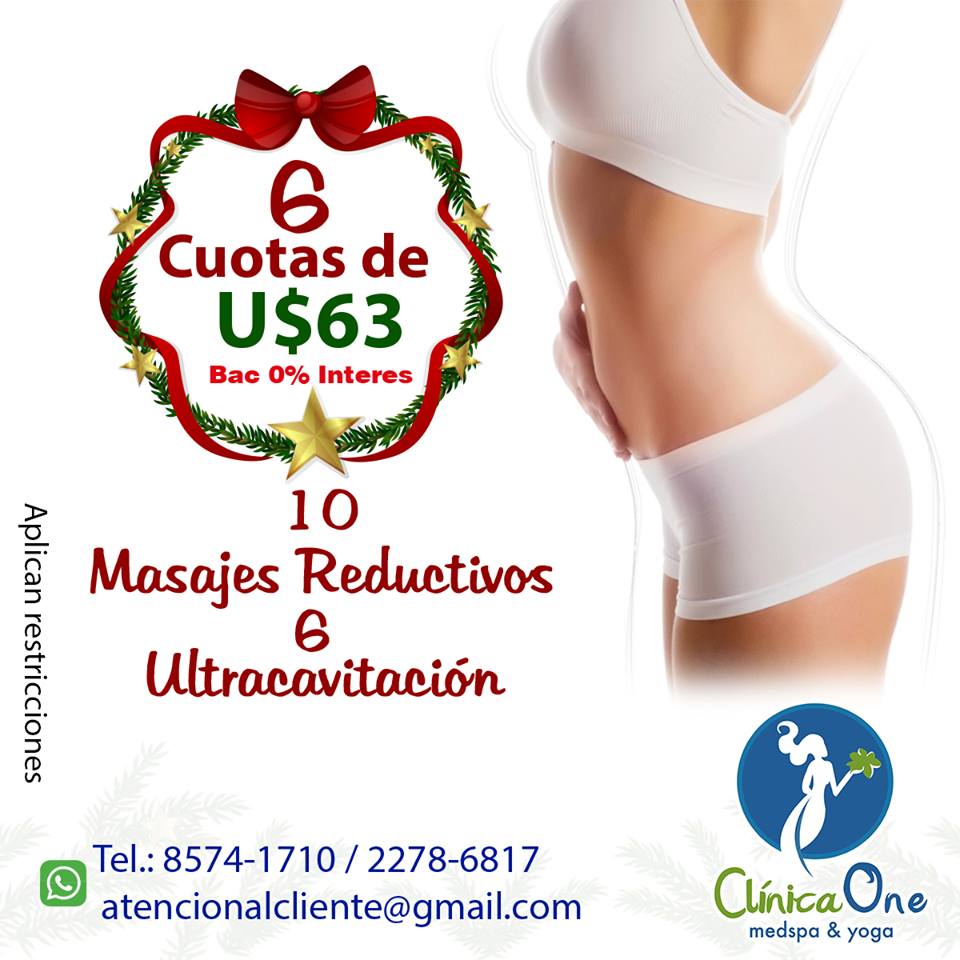 6
Cuotas de
U$63
Bac 0% Interes
10
Masajes Reductivos
6
Ultracavitación
Aplican restricciones
Tel.: 8574-1710 / 2278-6817
atencionalcliente@gmail.com
Clínica One
medspa & yoga